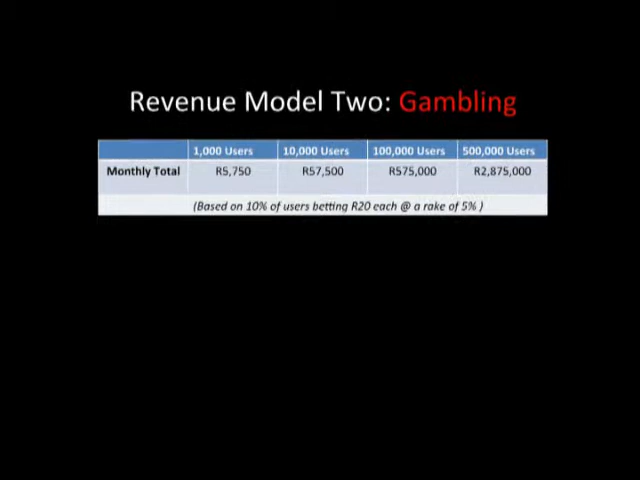 Revenue Model Two: Gambling
1,000 Users 10,000 Users 100,000 Users 500,000 Users
Monthly Total R5,750 R57,500 R575,000 R2,875,000
(Based on 10% of users betting R20 each @ a rake of 5% )